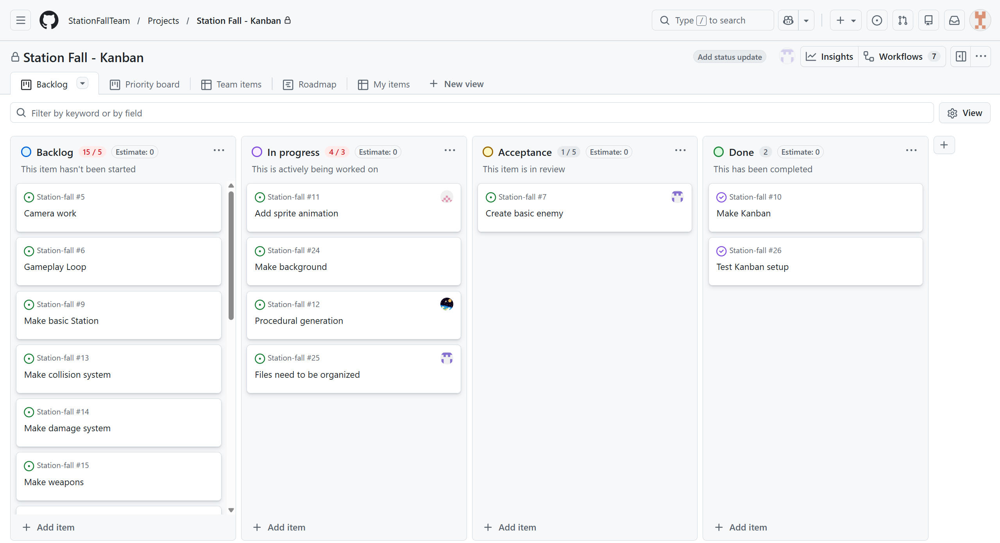 StationFallTeam / Projects / Station Fall - Kanban
Type / to search
Station Fall - Kanban
Add status update
Insights
Workflows 7
Backlog
Priority board
Team items
Roadmap
My items
New view
Filter by keyword or by field
View
Backlog 15 / 5 Estimate: 0
This item hasn't been started
Station-fall #5
Camera work
Station-fall #6
Gameplay Loop
Station-fall #9
Make basic Station
Station-fall #13
Make collision system
Station-fall #14
Make damage system
Station-fall #15
Make weapons
Add item
In progress 4 / 3 Estimate: 0
This is actively being worked on
Station-fall #11
Add sprite animation
Station-fall #24
Make background
Station-fall #12
Procedural generation
Station-fall #25
Files need to be organized
Add item
Acceptance 1 / 5 Estimate: 0
This item is in review
Station-fall #7
Create basic enemy
Add item
Done 2 Estimate: 0
This has been completed
Station-fall #10
Make Kanban
Station-fall #26
Test Kanban setup
Add item